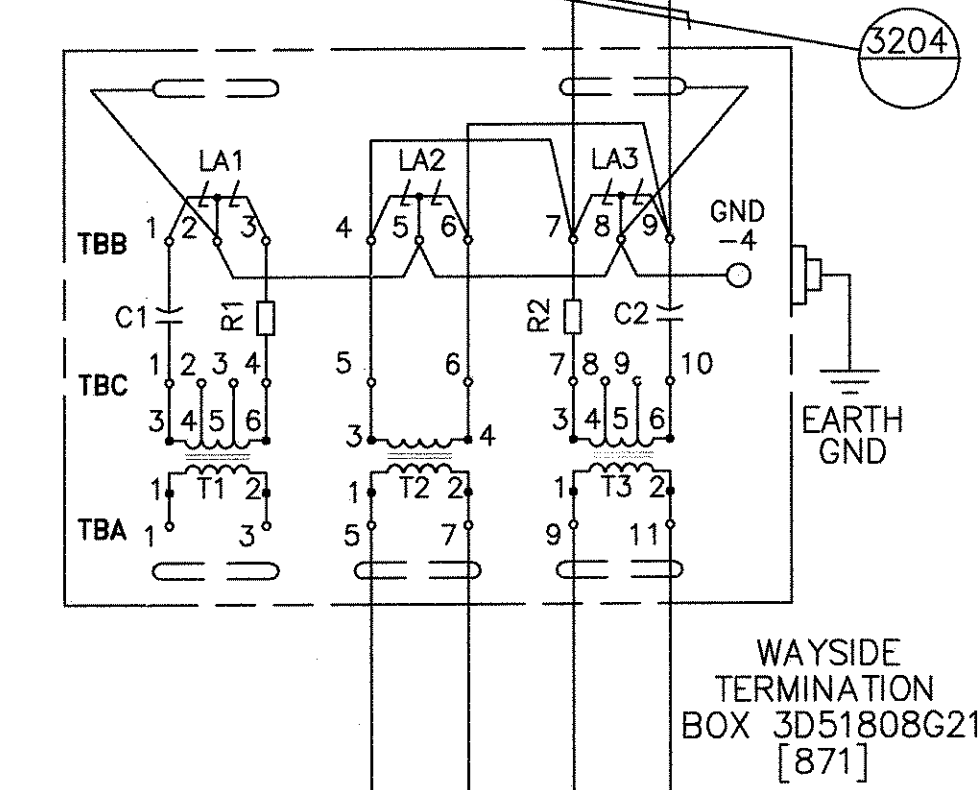 3204
LA1 LA2 LA3
GND
-4
TBB 1 2 3 4 5 6 7 8 9
C1 R1 R2 C2
TBC 1 2 3 4 5 6 7 8 9 10
3 4 5 6 3 4 3 4 5 6
EARTH
GND
1 T1 2 1 T2 2 1 T3 2
TBA 1 3 5 7 9 11
WAYSIDE
TERMINATION
BOX 3D51808G21
[871]